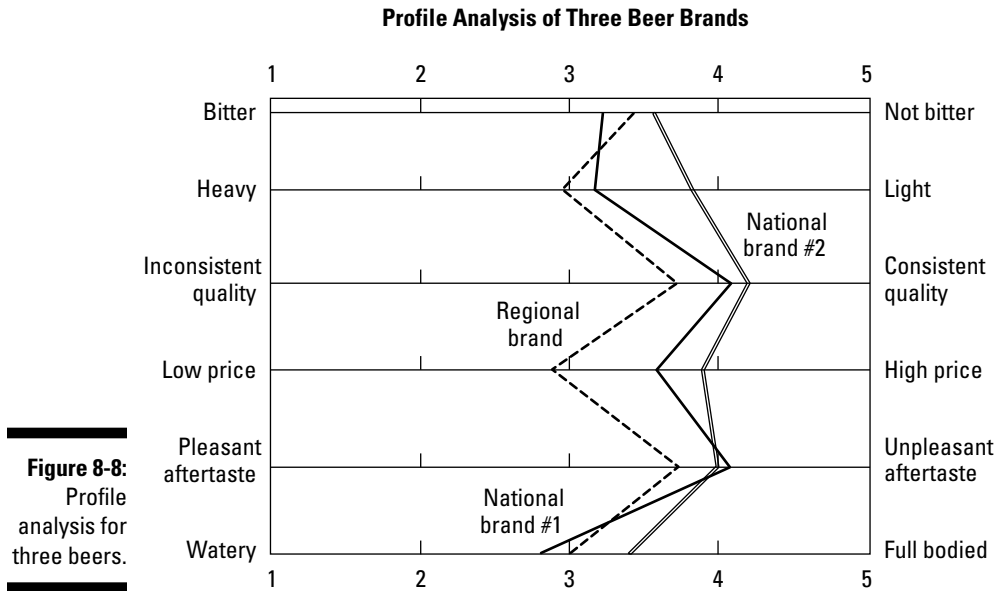 Profile Analysis of Three Beer Brands
1 2 3 4 5
Bitter Not bitter
Heavy Light
National
brand #2
Inconsistent
quality
Consistent
quality
Regional
brand
Low price High price
Pleasant
aftertaste
Unpleasant
aftertaste
National
brand #1
Watery Full bodied
1 2 3 4 5
Figure 8-8:
Profile
analysis for
three beers.